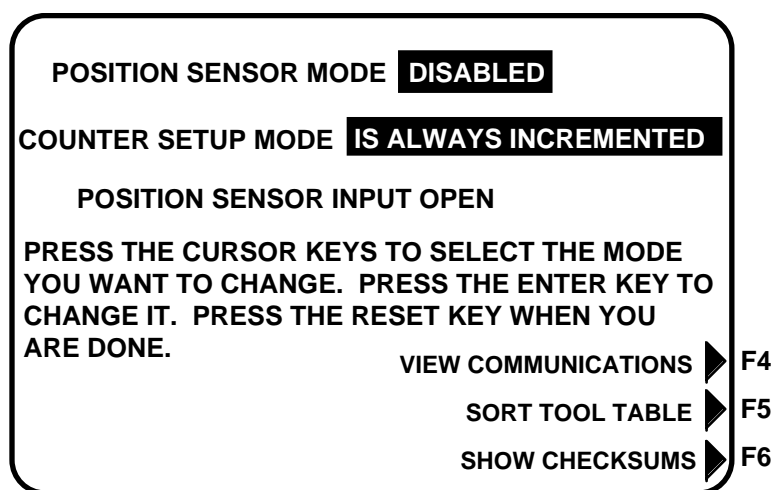 POSITION SENSOR MODE DISABLED
COUNTER SETUP MODE IS ALWAYS INCREMENTED
POSITION SENSOR INPUT OPEN
PRESS THE CURSOR KEYS TO SELECT THE MODE
YOU WANT TO CHANGE. PRESS THE ENTER KEY TO
CHANGE IT. PRESS THE RESET KEY WHEN YOU
ARE DONE.
VIEW COMMUNICATIONS F4
SORT TOOL TABLE F5
SHOW CHECKSUMS F6